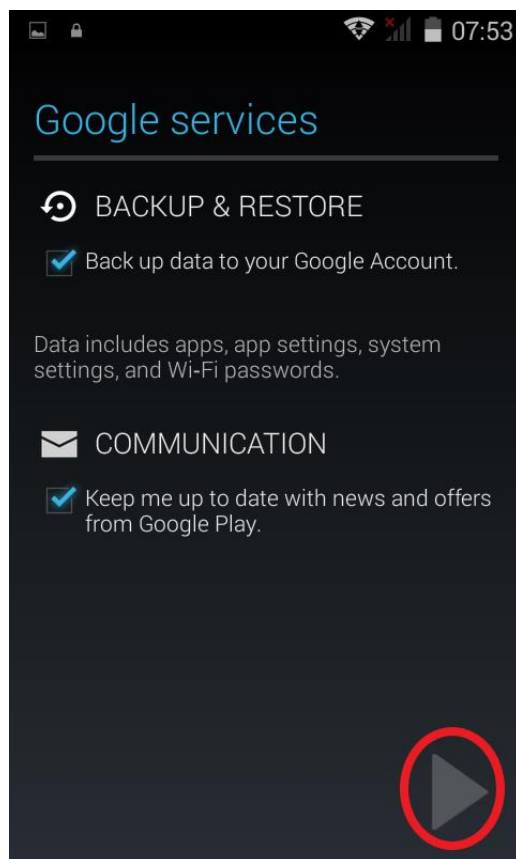 07:53
Google services
BACKUP & RESTORE
Back up data to your Google Account.
Data includes apps, app settings, system
settings, and Wi-Fi passwords.
COMMUNICATION
Keep me up to date with news and offers
from Google Play.